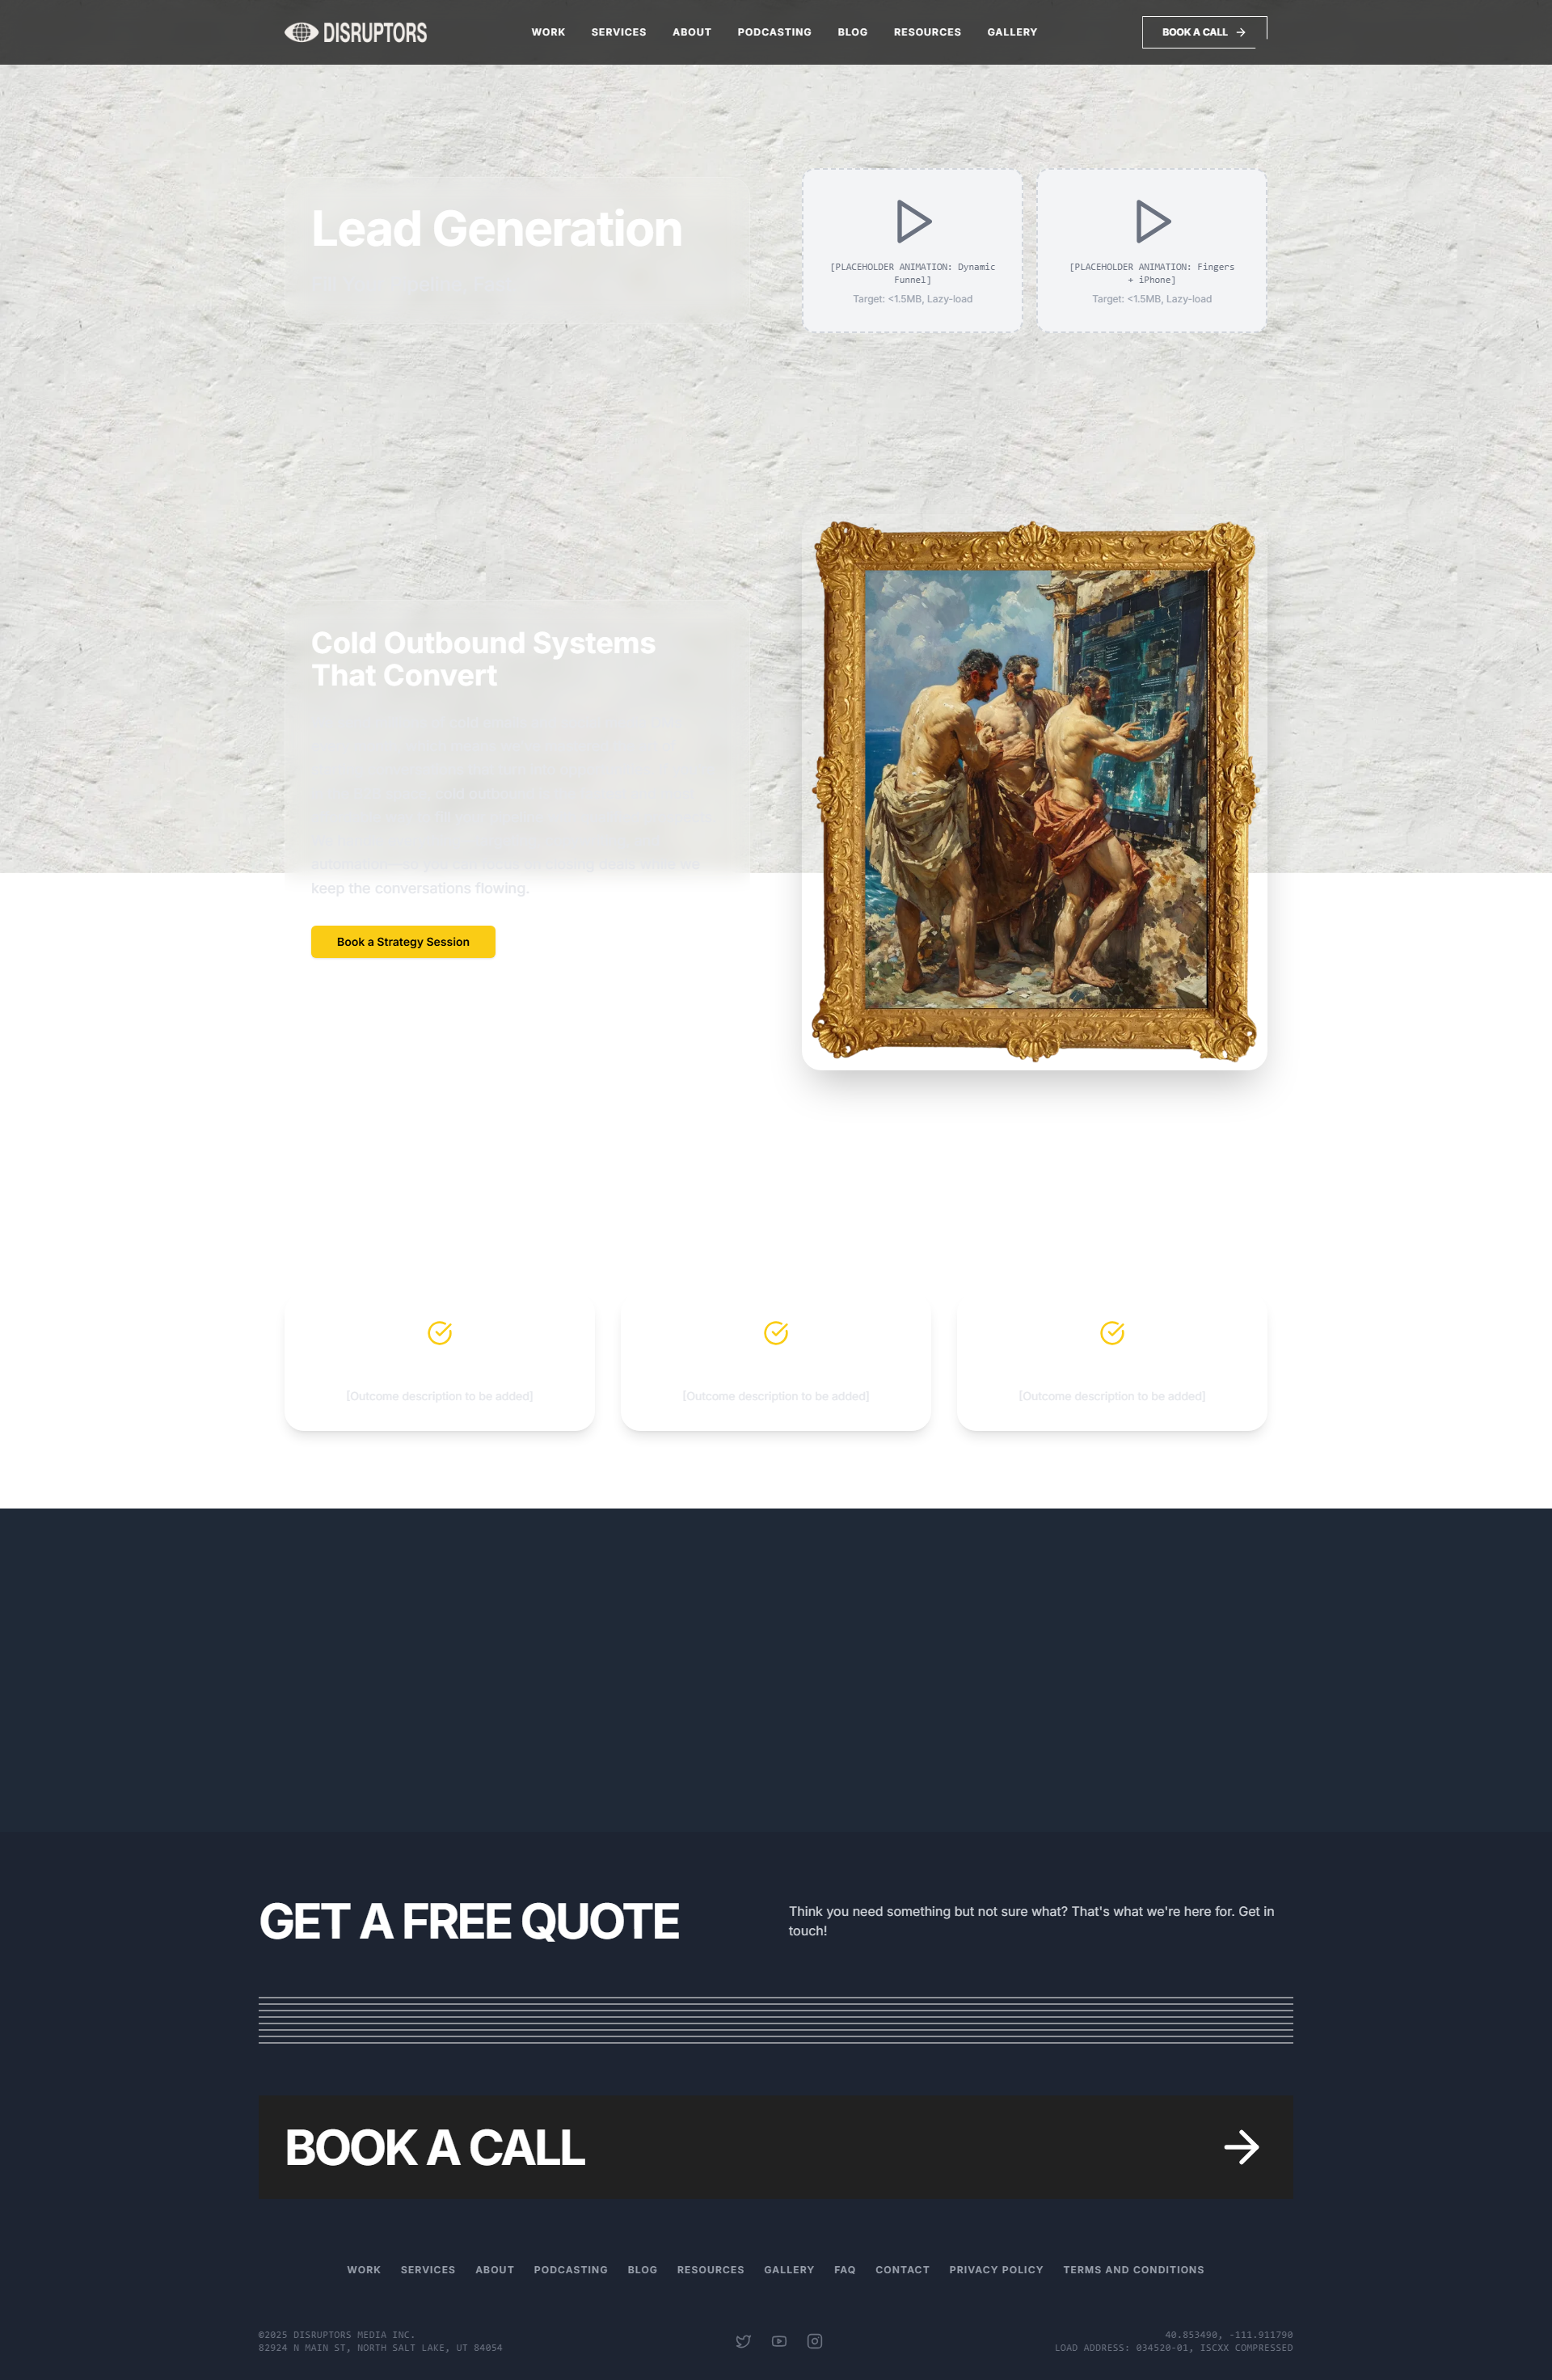 DISRUPTORS
WORK SERVICES ABOUT PODCASTING BLOG RESOURCES GALLERY
BOOK A CALL
Lead Generation
[PLACEHOLDER ANIMATION: Dynamic
Funnel]
Target: <1.5MB, Lazy-load
[PLACEHOLDER ANIMATION: Fingers
+ iPhone]
Target: <1.5MB, Lazy-load
Cold Outbound Systems
That Convert
keep the conversations flowing.
Book a Strategy Session
[Outcome description to be added]
[Outcome description to be added]
[Outcome description to be added]
GET A FREE QUOTE
Think you need something but not sure what? That's what we're here for. Get in
touch!
BOOK A CALL
WORK SERVICES ABOUT PODCASTING BLOG RESOURCES GALLERY FAQ CONTACT PRIVACY POLICY TERMS AND CONDITIONS
©2025 DISRUPTORS MEDIA INC.
82924 N MAIN ST, NORTH SALT LAKE, UT 84054
40.853490, -111.911790
LOAD ADDRESS: 034520-01, ISCXX COMPRESSED